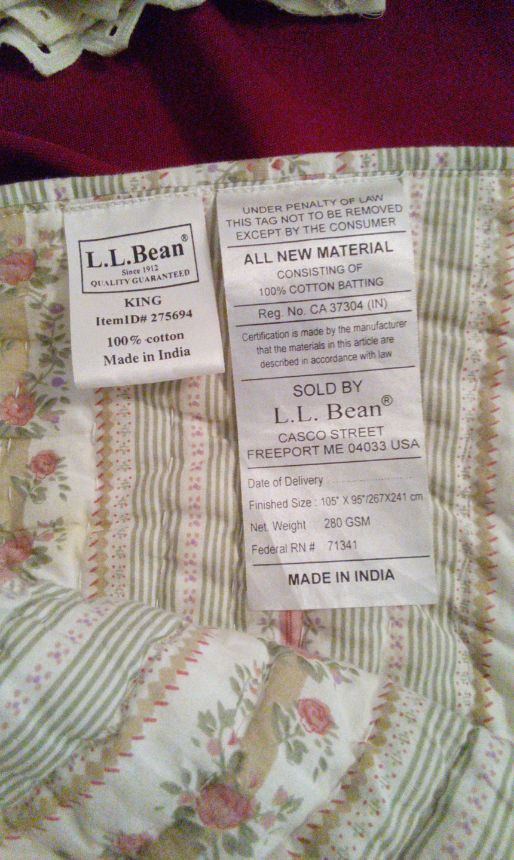 L.L.Bean®
Since 1912
QUALITY GUARANTEED
KING
ItemID# 275694
100% cotton
Made in India
UNDER PENALTY OF LAW
THIS TAG NOT TO BE REMOVED
EXCEPT BY THE CONSUMER
ALL NEW MATERIAL
CONSISTING OF
100% COTTON BATTING
Reg. No. CA 37304 (IN)
Certification is made by the manufacturer
that the materials in this article are
described in accordance with law
SOLD BY
L.L. Bean®
CASCO STREET
FREEPORT ME 04033 USA
Date of Delivery
Finished Size : 105" X 95"/267X241 cm
Net. Weight 280 GSM
Federal RN # 71341
MADE IN INDIA